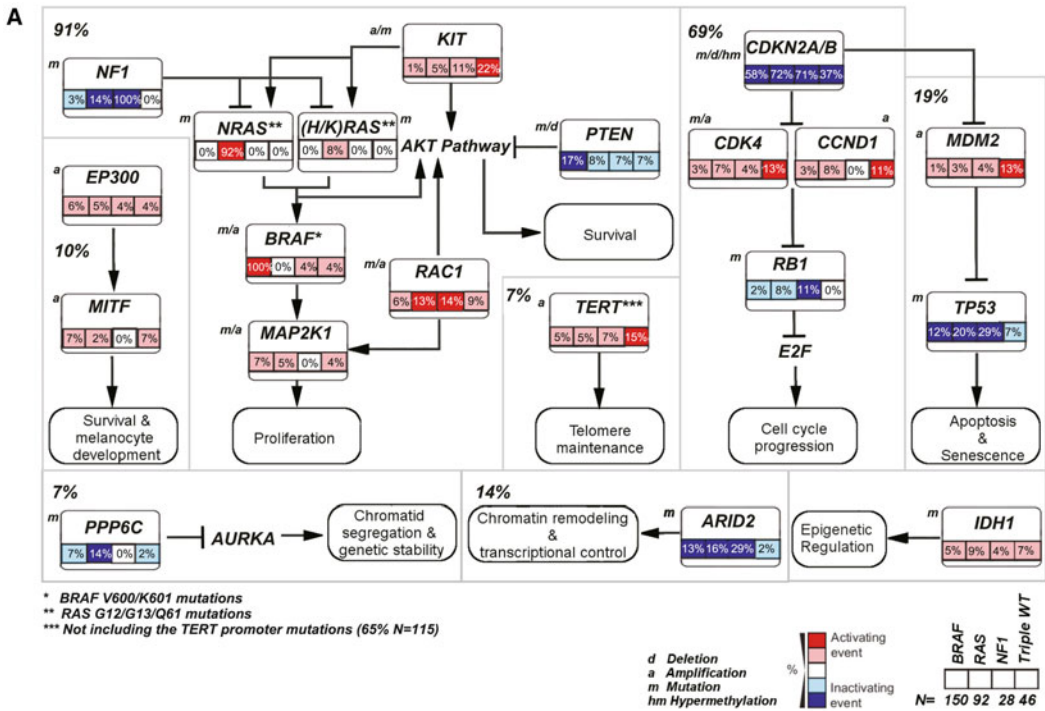 A
91%
a/m
KIT
1% 5% 11% 22%
m
NF1
3% 14% 100% 0%
m
NRAS**
0% 92% 0% 0%
(H/K)RAS**
m
0% 8% 0% 0%
AKT Pathway
m/d
PTEN
17% 8% 7% 7%
Survival
a
EP300
6% 5% 4% 4%
10%
a
MITF
7% 2% 0% 7%
Survival &
melanocyte
development
m/a
BRAF*
100% 0% 4% 4%
m/a
RAC1
6% 13% 14% 9%
m/a
MAP2K1
7% 5% 0% 4%
Proliferation
7%
a
TERT***
5% 5% 7% 15%
Telomere
maintenance
69%
m/d/hm
CDKN2A/B
58% 72% 71% 37%
m/a
CDK4
3% 7% 4% 13%
a
CCND1
3% 8% 0% 11%
m
RB1
2% 8% 11% 0%
E2F
Cell cycle
progression
19%
a
MDM2
1% 3% 4% 13%
m
TP53
12% 20% 29% 7%
Apoptosis
&
Senescence
7%
m
PPP6C
7% 14% 0% 2%
AURKA
Chromatid
segregation &
genetic stability
14%
Chromatin remodeling
&
transcriptional control
m
ARID2
13% 16% 29% 2%
Epigenetic
Regulation
m
IDH1
5% 9% 4% 7%
* BRAF V600/K601 mutations
** RAS G12/G13/Q61 mutations
*** Not including the TERT promoter mutations (65% N=115)
d Deletion
a Amplification
m Mutation
hm Hypermethylation
%
Activating
event
Inactivating
event
BRAF
RAS
NF1
Triple WT
N= 150 92 28 46